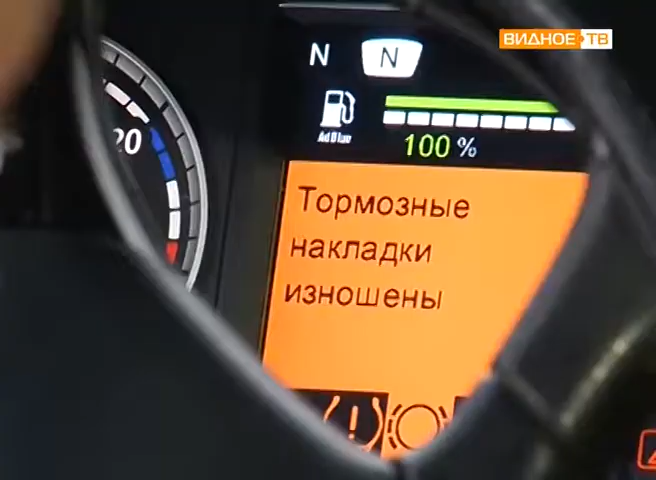 ВИДНОЕ ТВ
N N
AdBlue
100 %
20
Тормозные
накладки
изношены